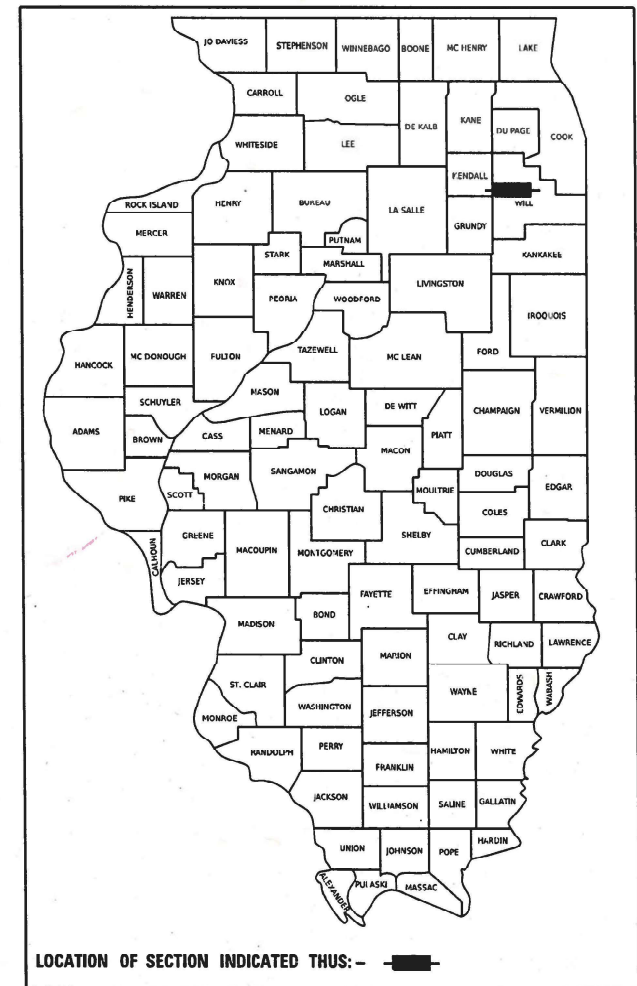 JO DAVIESS STEPHENSON WINNEBAGO BOONE MC HENRY LAKE
CARROLL OGLE
DE KALB KANE DU PAGE COOK
WHITESIDE LEE
KENDALL
ROCK ISLAND HENRY BUREAU LA SALLE WILL
MERCER PUTNAM GRUNDY
STARK MARSHALL KANKAKEE
HENDERSON WARREN KNOX PEORIA WOODFORD LIVINGSTON
IROQUOIS
HANCOCK MC DONOUGH FULTON TAZEWELL MC LEAN FORD
MASON
SCHUYLER LOGAN DE WITT CHAMPAIGN VERMILION
ADAMS BROWN CASS MENARD PIATT
MACON
PIKE SCOTT MORGAN SANGAMON MOULTRIE DOUGLAS EDGAR
CHRISTIAN COLES
GREENE MACOUPIN MONTGOMERY SHELBY CLARK
CALHOUN CUMBERLAND
JERSEY FAYETTE EFFINGHAM JASPER CRAWFORD
MADISON BOND
CLAY RICHLAND LAWRENCE
CLINTON MARION
ST. CLAIR WAYNE EDWARDS WABASH
MONROE WASHINGTON JEFFERSON
RANDOLPH PERRY HAMILTON WHITE
FRANKLIN
JACKSON WILLIAMSON SALINE GALLATIN
UNION JOHNSON POPE HARDIN
ALEXANDER PULASKI MASSAC
LOCATION OF SECTION INDICATED THUS: -